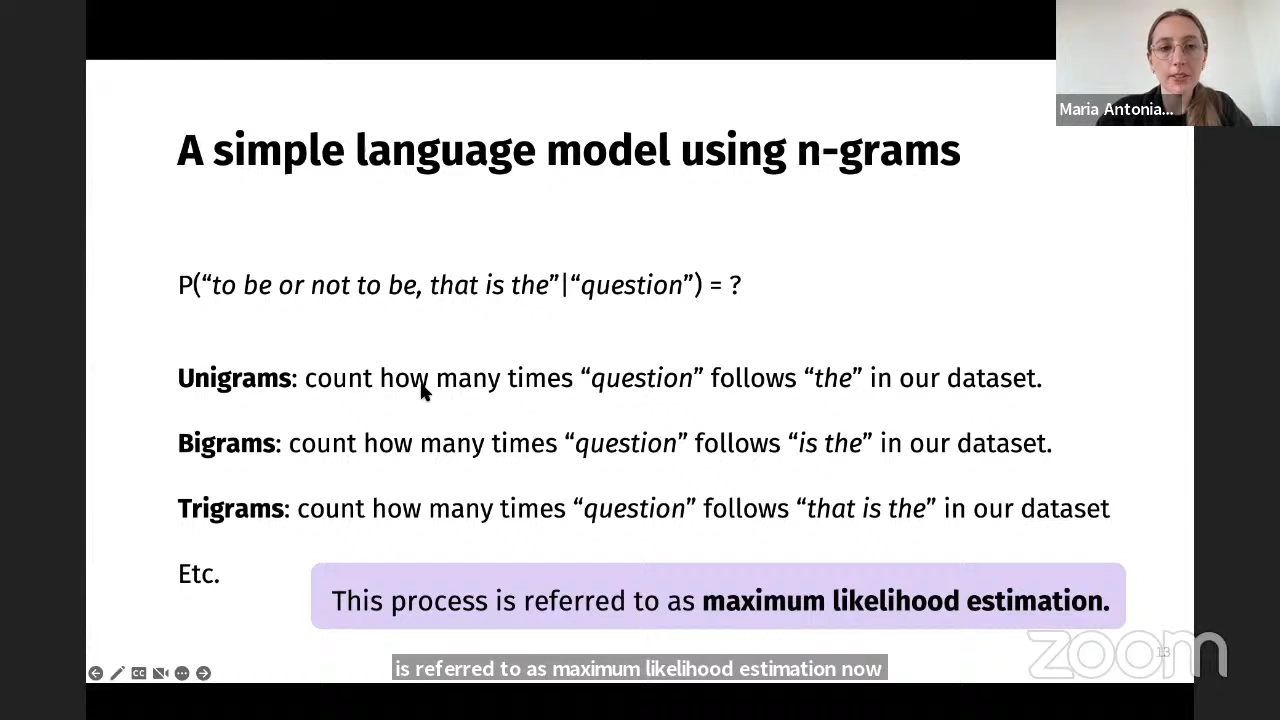 Maria Antonia...
A simple language model using n-grams
P(“to be or not to be, that is the”|“question”) = ?
Unigrams: count how many times “question” follows “the” in our dataset.
Bigrams: count how many times “question” follows “is the” in our dataset.
Trigrams: count how many times “question” follows “that is the” in our dataset
Etc.
This process is referred to as maximum likelihood estimation.
13
zoom
CC
is referred to as maximum likelihood estimation now